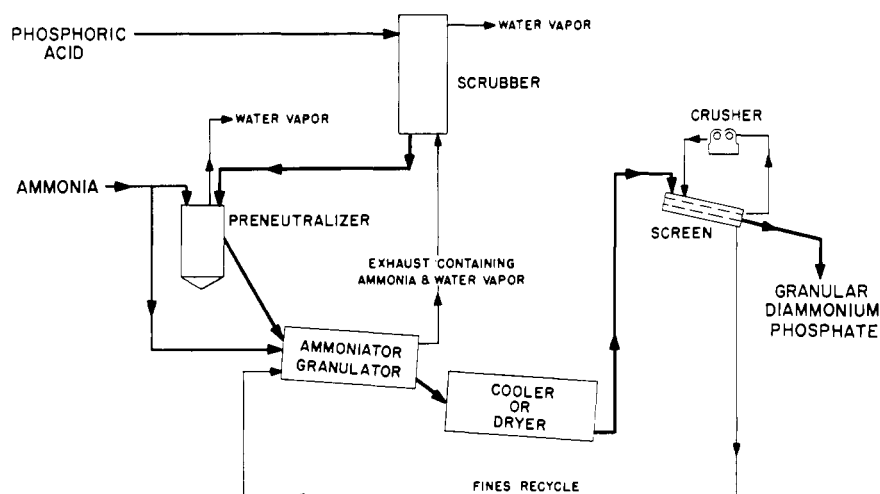 PHOSPHORIC
ACID
WATER VAPOR
SCRUBBER
WATER VAPOR
CRUSHER
AMMONIA
PRENEUTRALIZER
SCREEN
EXHAUST CONTAINING
AMMONIA & WATER VAPOR
GRANULAR
DIAMMONIUM
PHOSPHATE
AMMONIATOR
GRANULATOR
COOLER
OR
DRYER
FINES RECYCLE